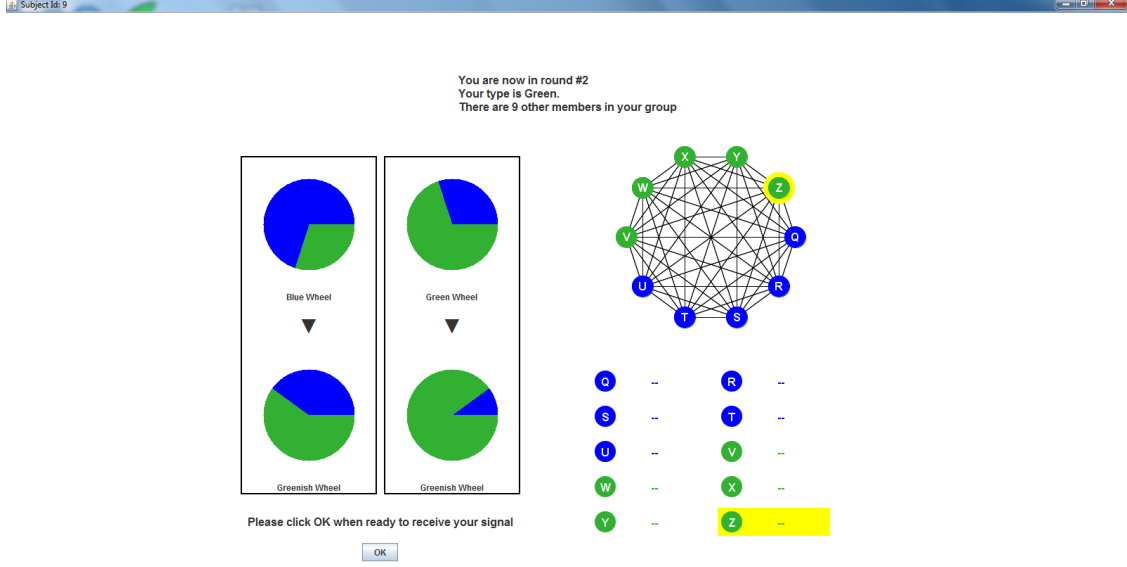 Subject Id: 9
You are now in round #2
Your type is Green.
There are 9 other members in your group
Blue Wheel
Green Wheel
Greenish Wheel
Greenish Wheel
Please click OK when ready to receive your signal
OK
X Y
W Z
V Q
U R
T S
Q -- R --
S -- T --
U -- V --
W -- X --
Y -- Z --